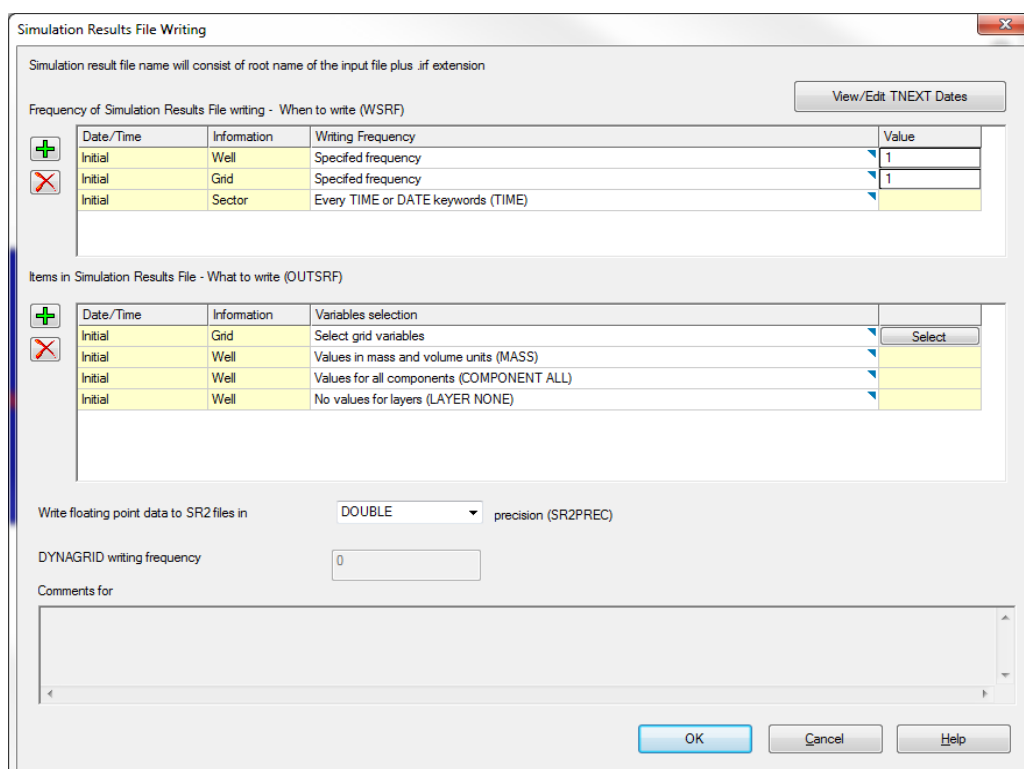 Simulation Results File Writing
Simulation result file name will consist of root name of the input file plus .irf extension
View/Edit TNEXT Dates
Frequency of Simulation Results File writing - When to write (WSRF)
Date/Time Information Writing Frequency Value
Initial Well Specifed frequency 1
Initial Grid Specifed frequency 1
Initial Sector Every TIME or DATE keywords (TIME)
Items in Simulation Results File - What to write (OUTSRF)
Date/Time Information Variables selection
Initial Grid Select grid variables Select
Initial Well Values in mass and volume units (MASS)
Initial Well Values for all components (COMPONENT ALL)
Initial Well No values for layers (LAYER NONE)
Write floating point data to SR2 files in DOUBLE precision (SR2PREC)
DYNAGRID writing frequency 0
Comments for
OK Cancel Help